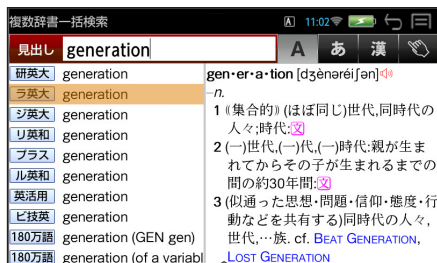 複数辞書一括検索 A 11:02
見出し generation A あ 漢
研英大 generation
ラ英大 generation
ジ英大 generation
リ英和 generation
プラス generation
ル英和 generation
英活用 generation
ビ技英 generation
180万語 generation (GEN gen)
180万語 generation (of a variabl
gen・er・a・tion [dʒènəréiʃən]
–n.
1 《集合的》 (ほぼ同じ)世代,同時代の
人々;時代:文
2 (一)世代,(一)代,(一)時代:親が生ま
れてからその子が生まれるまでの
間の約30年間:文
3 (似通った思想・問題・信仰・態度・行
動などを共有する)同時代の人々,
世代,…族. cf. BEAT GENERATION,
LOST GENERATION